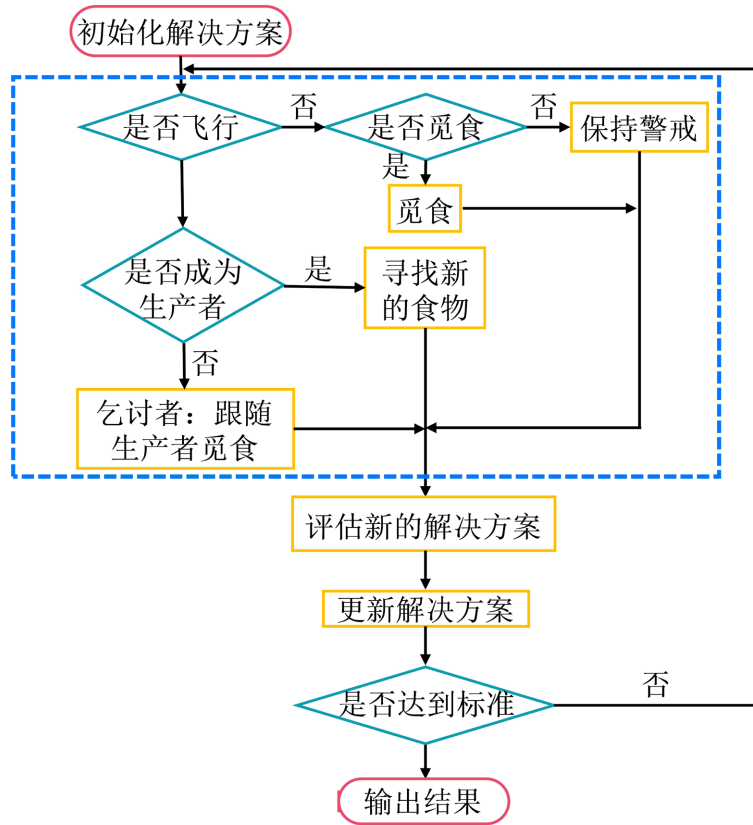 初始化解决方案
是否飞行
否
是否觅食
否
保持警戒
是
觅食
是否成为
生产者
是
寻找新
的食物
否
乞讨者：跟随
生产者觅食
评估新的解决方案
更新解决方案
是否达到标准
否
输出结果